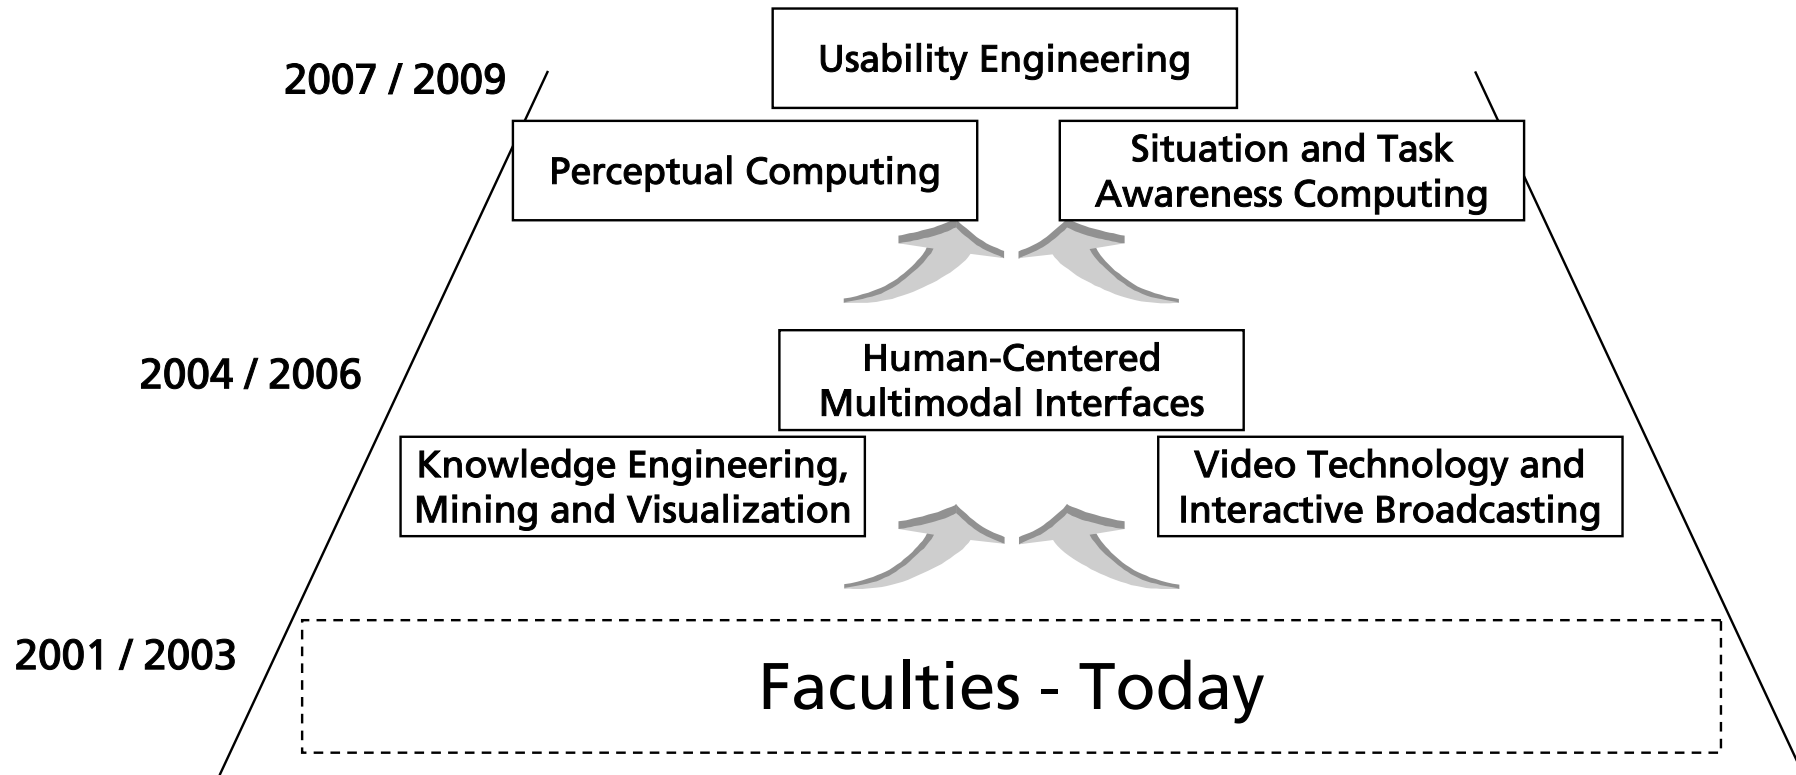 Usability Engineering
2007 / 2009
Perceptual Computing
Situation and Task
Awareness Computing
Human-Centered
Multimodal Interfaces
2004 / 2006
Knowledge Engineering,
Mining and Visualization
Video Technology and
Interactive Broadcasting
2001 / 2003
Faculties - Today